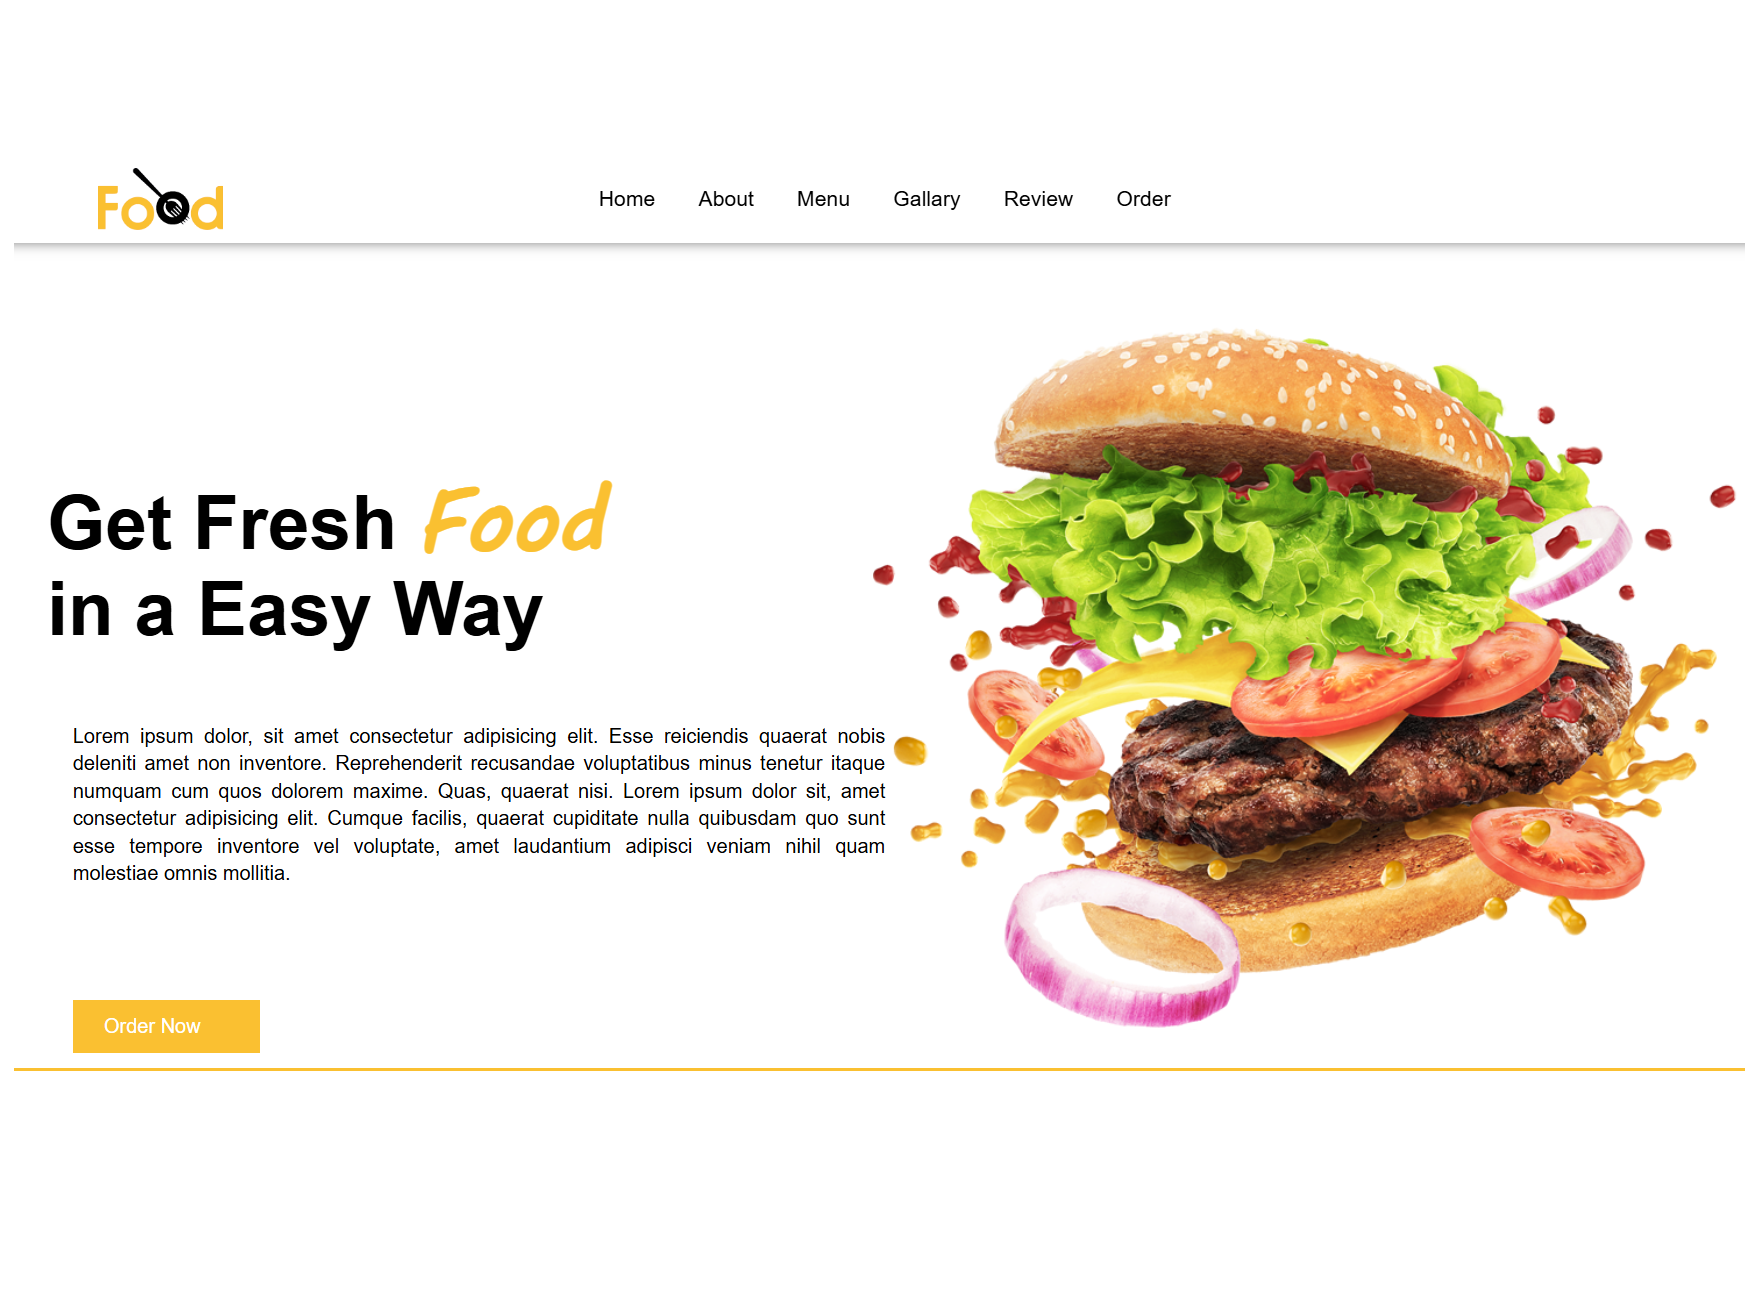 Food
Home About Menu Gallary Review Order
Get Fresh Food
in a Easy Way
Lorem ipsum dolor, sit amet consectetur adipisicing elit. Esse reiciendis quaerat nobis
deleniti amet non inventore. Reprehenderit recusandae voluptatibus minus tenetur itaque
numquam cum quos dolorem maxime. Quas, quaerat nisi. Lorem ipsum dolor sit, amet
consectetur adipisicing elit. Cumque facilis, quaerat cupiditate nulla quibusdam quo sunt
esse tempore inventore vel voluptate, amet laudantium adipisci veniam nihil quam
molestiae omnis mollitia.
Order Now